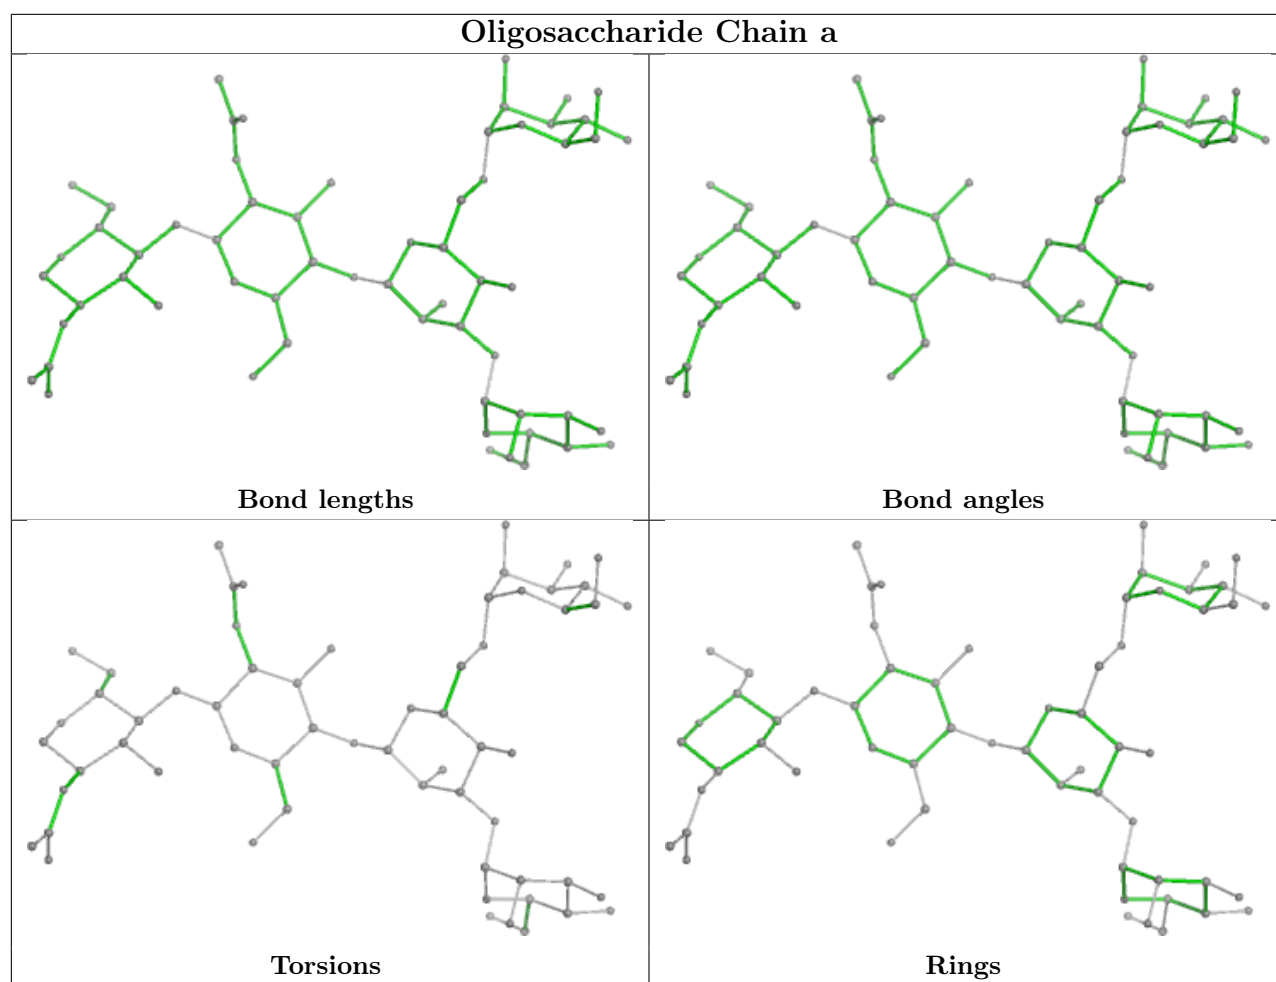 Oligosaccharide Chain a
Bond lengths
Bond angles
Torsions
Rings